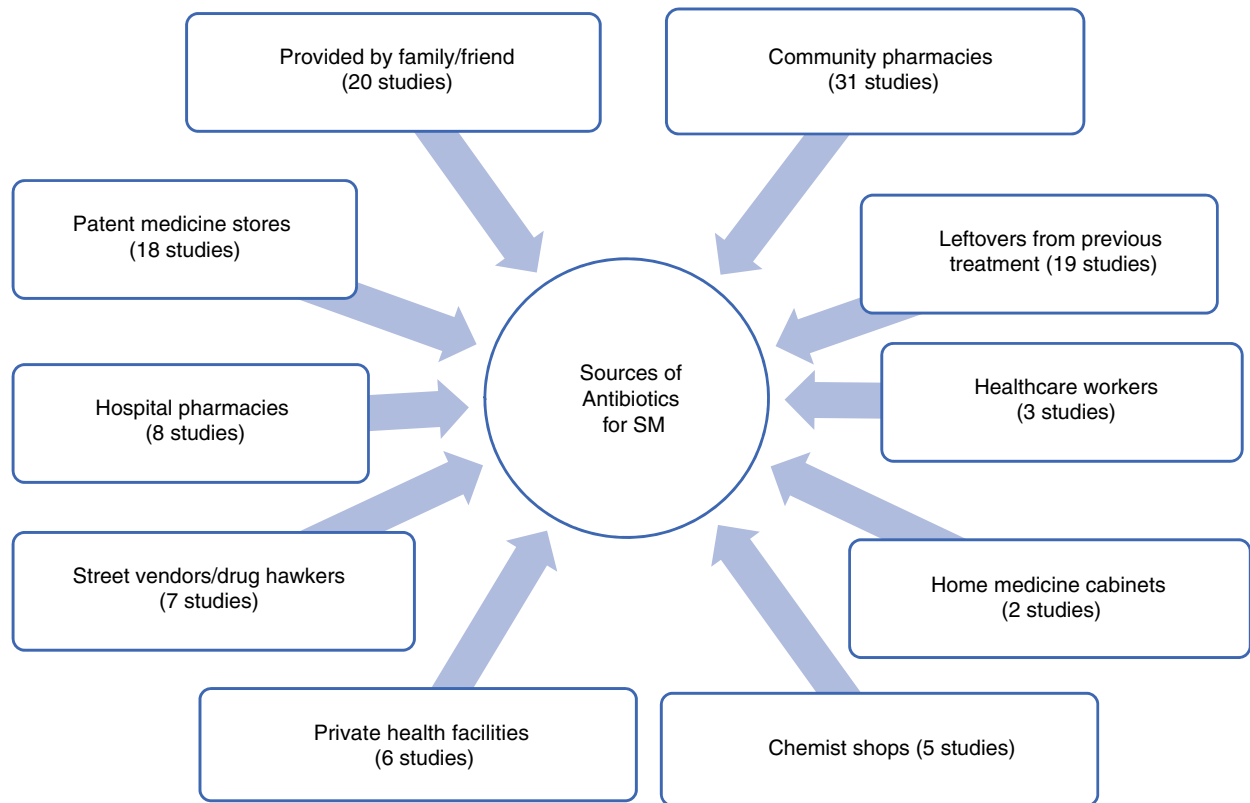 Provided by family/friend
(20 studies)
Community pharmacies
(31 studies)
Patent medicine stores
(18 studies)
Leftovers from previous
treatment (19 studies)
Sources of
Antibiotics
for SM
Hospital pharmacies
(8 studies)
Healthcare workers
(3 studies)
Street vendors/drug hawkers
(7 studies)
Home medicine cabinets
(2 studies)
Private health facilities
(6 studies)
Chemist shops (5 studies)